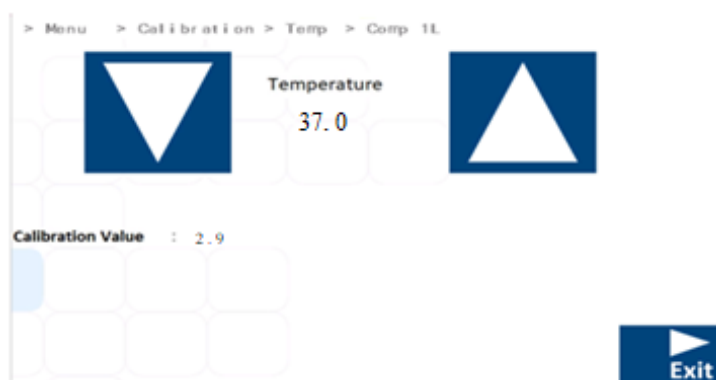 > Menu > Calibration > Temp > Comp 1L
Temperature
37.0
Calibration Value : 2.9
Exit